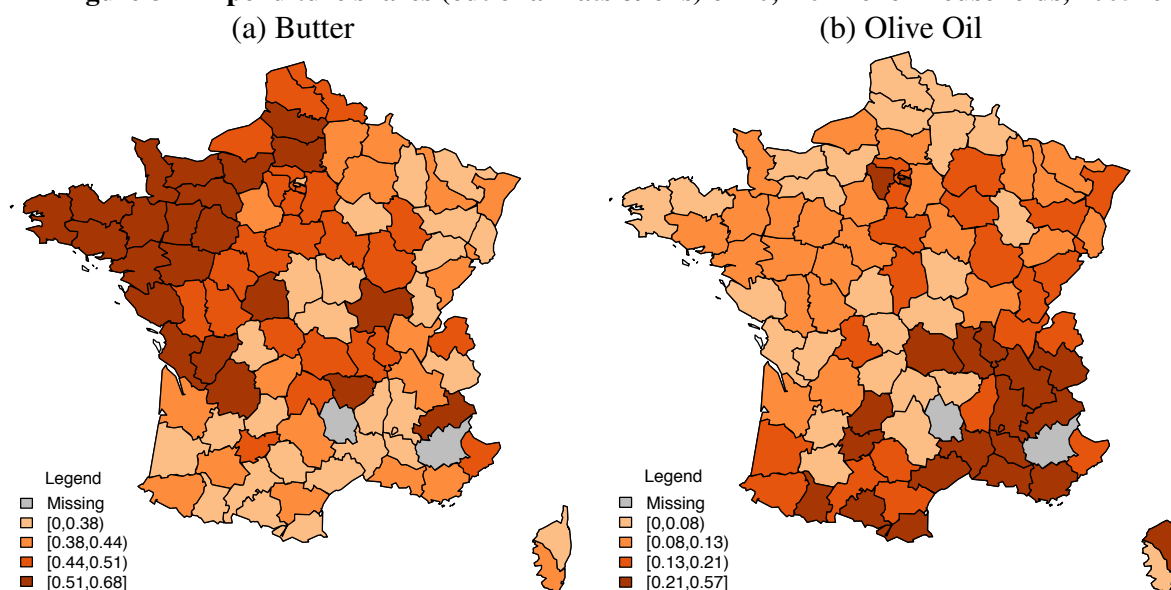 (a) Butter
(b) Olive Oil
Legend
Missing
[0,0.38)
[0.38,0.44)
[0.44,0.51)
[0.51,0.68]
Legend
Missing
[0,0.08)
[0.08,0.13)
[0.13,0.21)
[0.21,0.57]